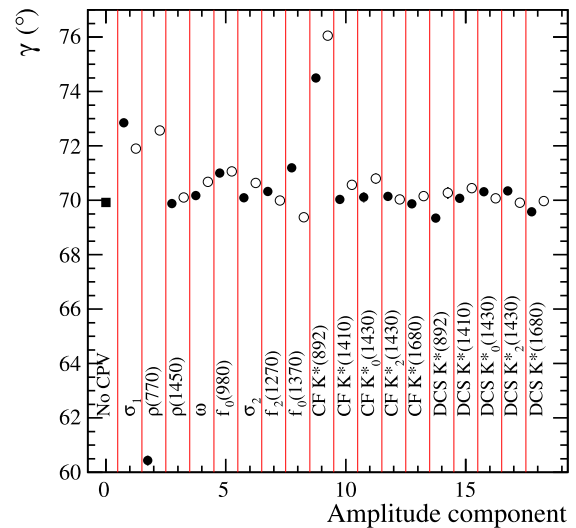 γ (°)
76
74
72
70
68
66
64
62
60
No CPV
σ₁
ρ(770)
ρ(1450)
ω
f₀(980)
σ₂
f₂(1270)
f₀(1370)
CF K*(892)
CF K*(1410)
CF K*₀(1430)
CF K*₂(1430)
CF K*(1680)
DCS K*(892)
DCS K*(1410)
DCS K*₀(1430)
DCS K*₂(1430)
DCS K*(1680)
0 5 10 15
Amplitude component